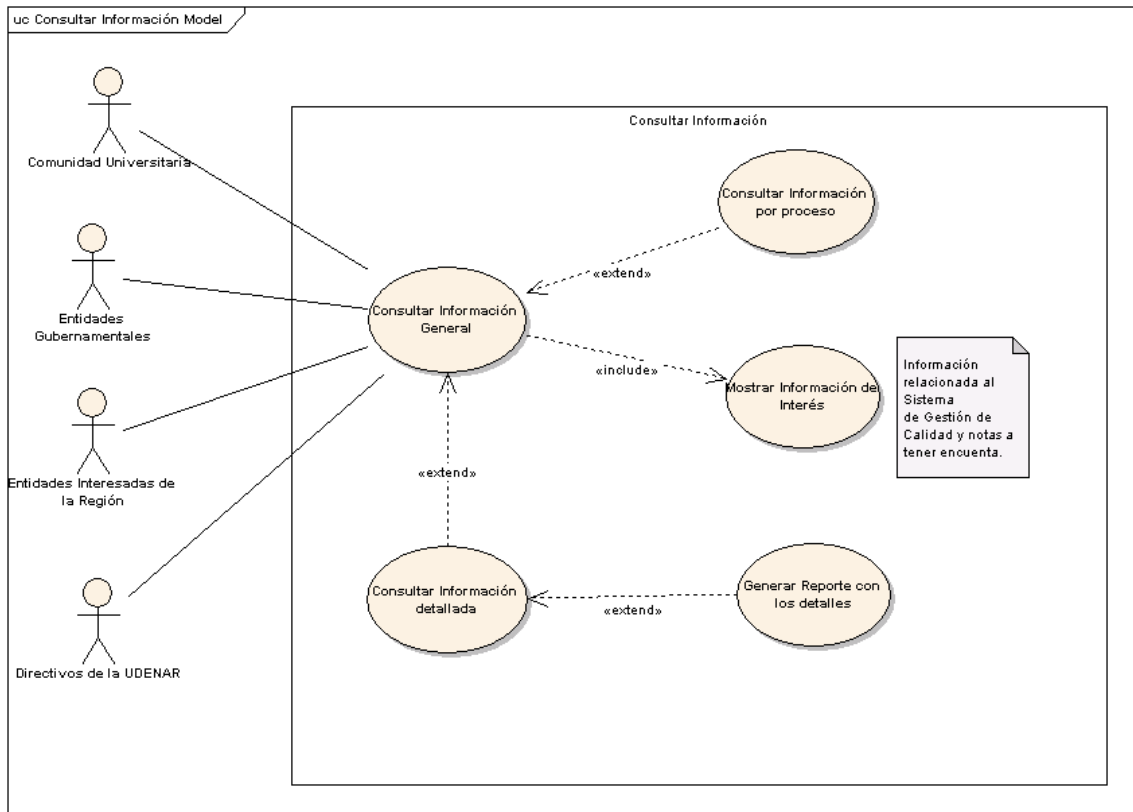 uc Consultar Información Model
Comunidad Universitaria
Entidades
Gubernamentales
Entidades Interesadas de
la Región
Directivos de la UDENAR
Consultar Información
Consultar Información
por proceso
«extend»
Consultar Información
General
«include»
Mostrar Información de
Interés
Información
relacionada al
Sistema
de Gestión de
Calidad y notas a
tener encuenta.
«extend»
Consultar Información
detallada
«extend»
Generar Reporte con
los detalles